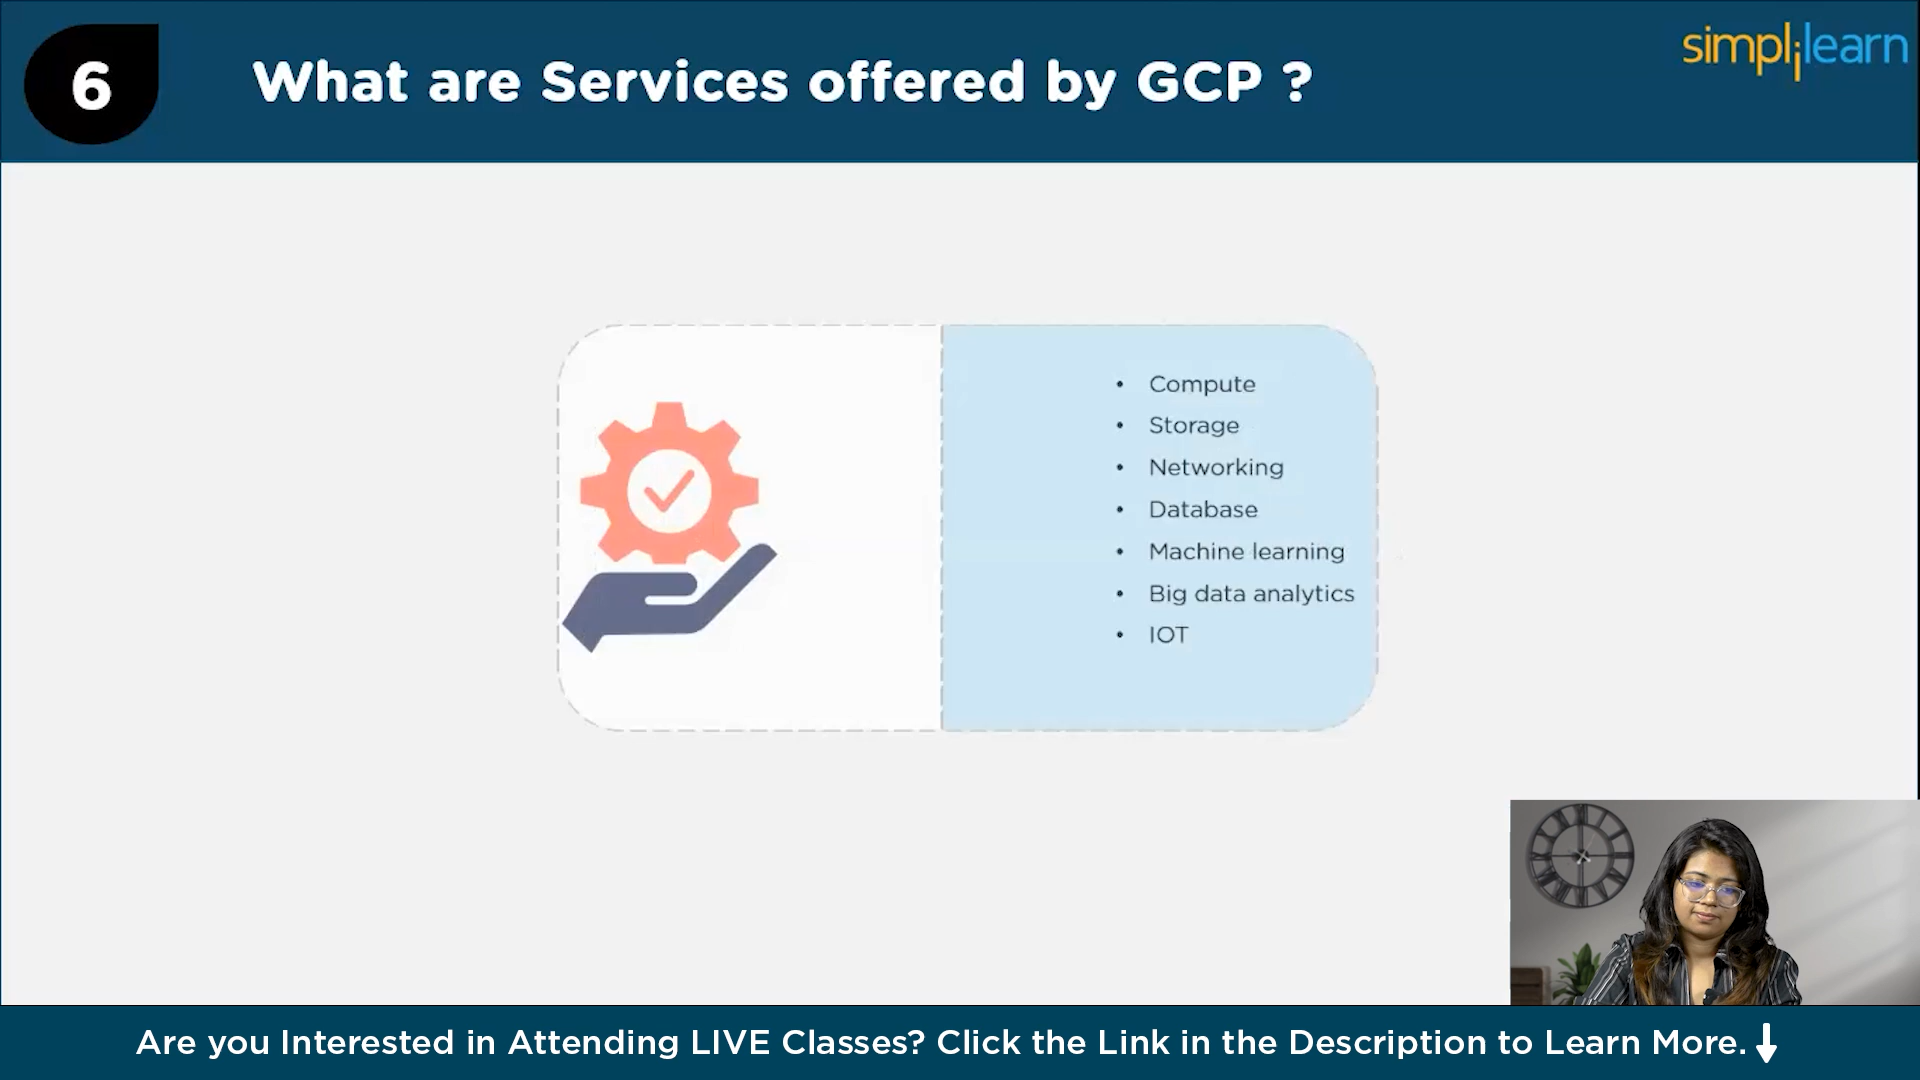 6
What are Services offered by GCP ?
simplilearn
• Compute
• Storage
• Networking
• Database
• Machine learning
• Big data analytics
• IOT
Are you Interested in Attending LIVE Classes? Click the Link in the Description to Learn More.